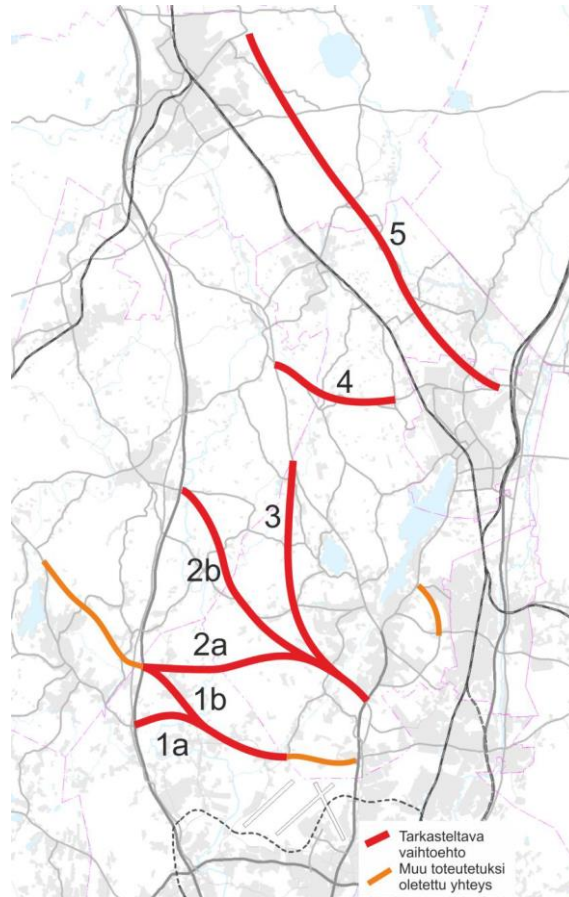 5
4
3
2b
2a
1b
1a
Tarkasteltava
vaihtoehto
Muu toteutetuksi
oletettu yhteys